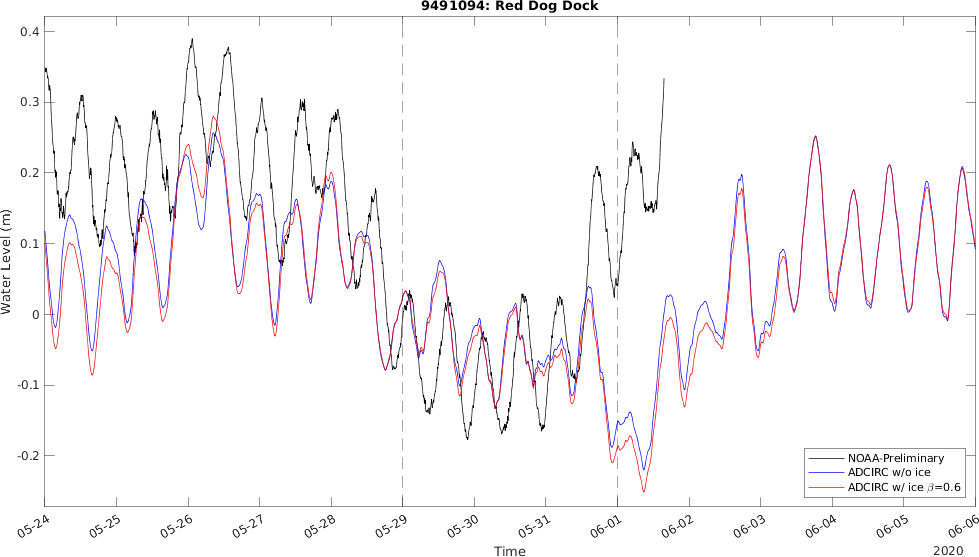 9491094: Red Dog Dock
Water Level (m)
0.4
0.3
0.2
0.1
0
-0.1
-0.2
NOAA-Preliminary
ADCIRC w/o ice
ADCIRC w/ ice β=0.6
05-24 05-25 05-26 05-27 05-28 05-29 05-30 05-31 06-01 06-02 06-03 06-04 06-05 06-06
Time
2020